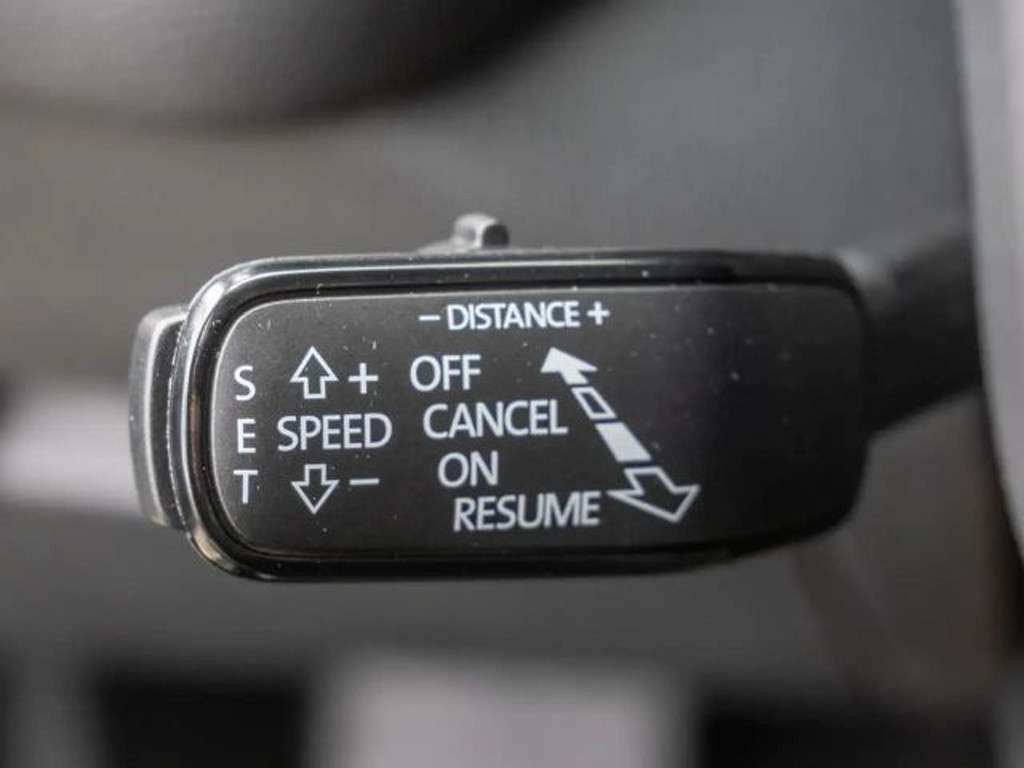 − DISTANCE +
S + OFF
E SPEED CANCEL
T − ON
RESUME